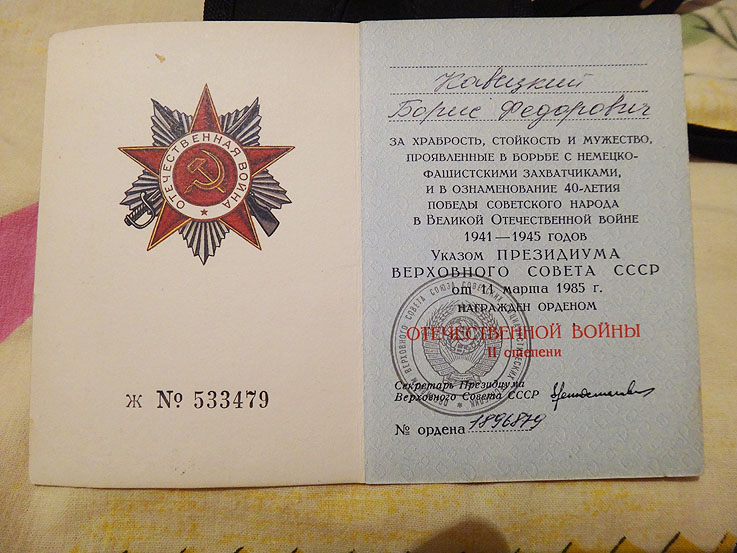 ОТЕЧЕСТВЕННАЯ ВОЙНА
Ж № 533479
Кавицкий
Борис Федорович
ЗА ХРАБРОСТЬ, СТОЙКОСТЬ И МУЖЕСТВО,
ПРОЯВЛЕННЫЕ В БОРЬБЕ С НЕМЕЦКО-
ФАШИСТСКИМИ ЗАХВАТЧИКАМИ,
И В ОЗНАМЕНОВАНИЕ 40-ЛЕТИЯ
ПОБЕДЫ СОВЕТСКОГО НАРОДА
В ВЕЛИКОЙ ОТЕЧЕСТВЕННОЙ ВОЙНЕ
1941—1945 ГОДОВ
УКАЗОМ ПРЕЗИДИУМА
ВЕРХОВНОГО СОВЕТА СССР
от 11 марта 1985 г.
НАГРАЖДЕН ОРДЕНОМ
ОТЕЧЕСТВЕННОЙ ВОЙНЫ
II степени
Секретарь Президиума
Верховного Совета СССР
№ ордена 1896879